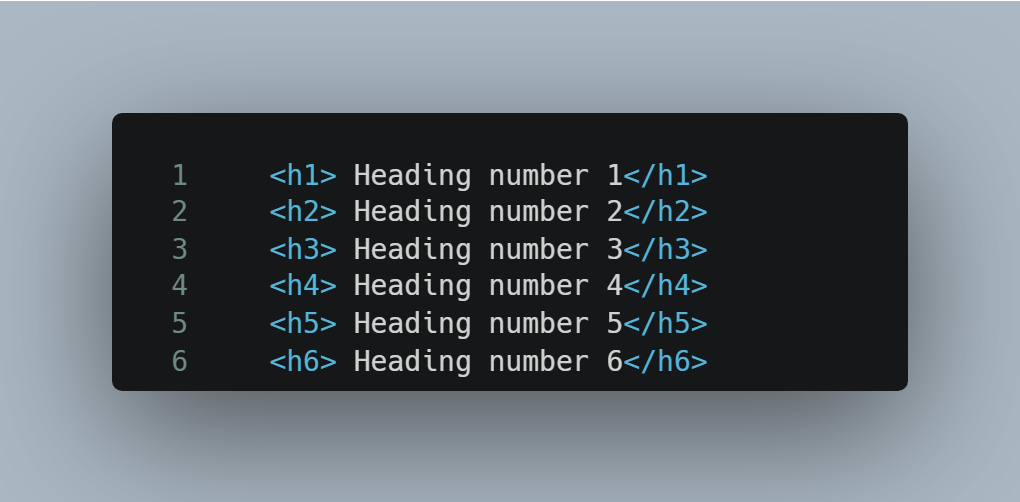 1 <h1> Heading number 1</h1>
2 <h2> Heading number 2</h2>
3 <h3> Heading number 3</h3>
4 <h4> Heading number 4</h4>
5 <h5> Heading number 5</h5>
6 <h6> Heading number 6</h6>